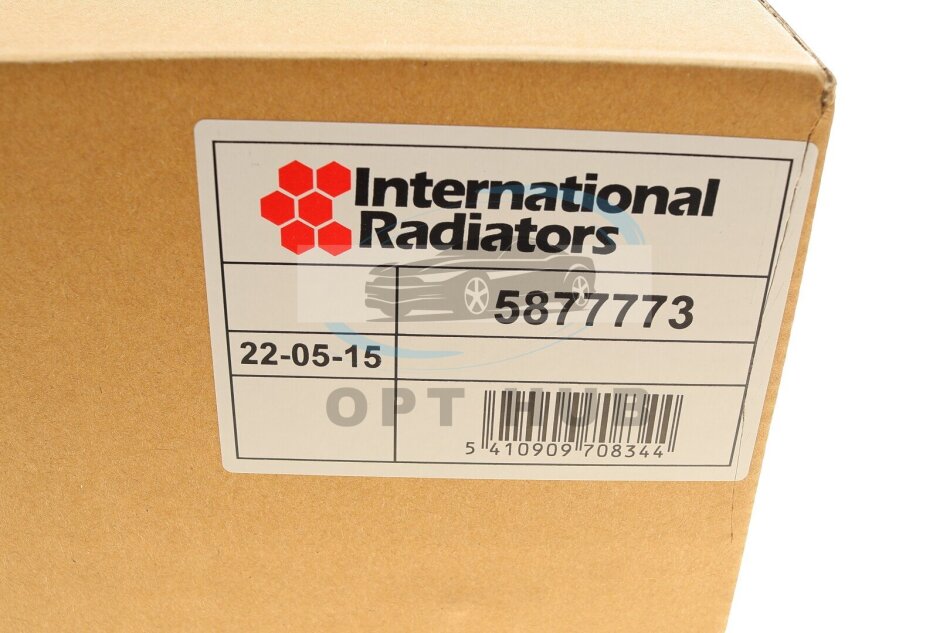 International
Radiators
5877773
22-05-15
OPT HUB
5 410909 708344